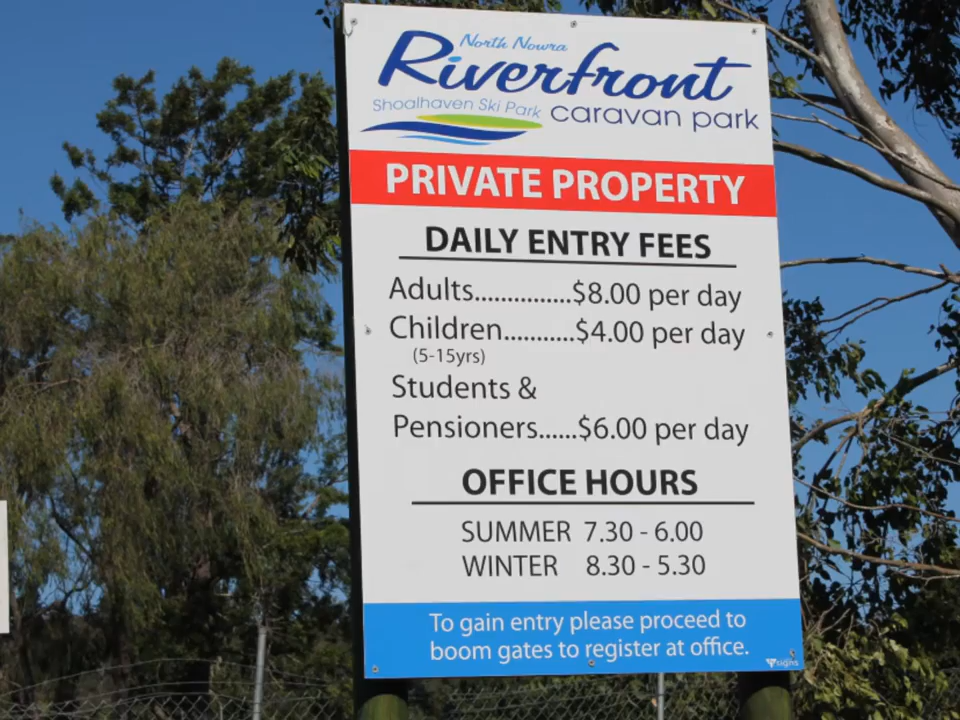 North Nowra
Riverfront
Shoalhaven Ski Park caravan park
PRIVATE PROPERTY
DAILY ENTRY FEES
Adults...............$8.00 per day
Children...........$4.00 per day
(5-15yrs)
Students &
Pensioners......$6.00 per day
OFFICE HOURS
SUMMER 7.30 - 6.00
WINTER 8.30 - 5.30
To gain entry please proceed to
boom gates to register at office.
signs